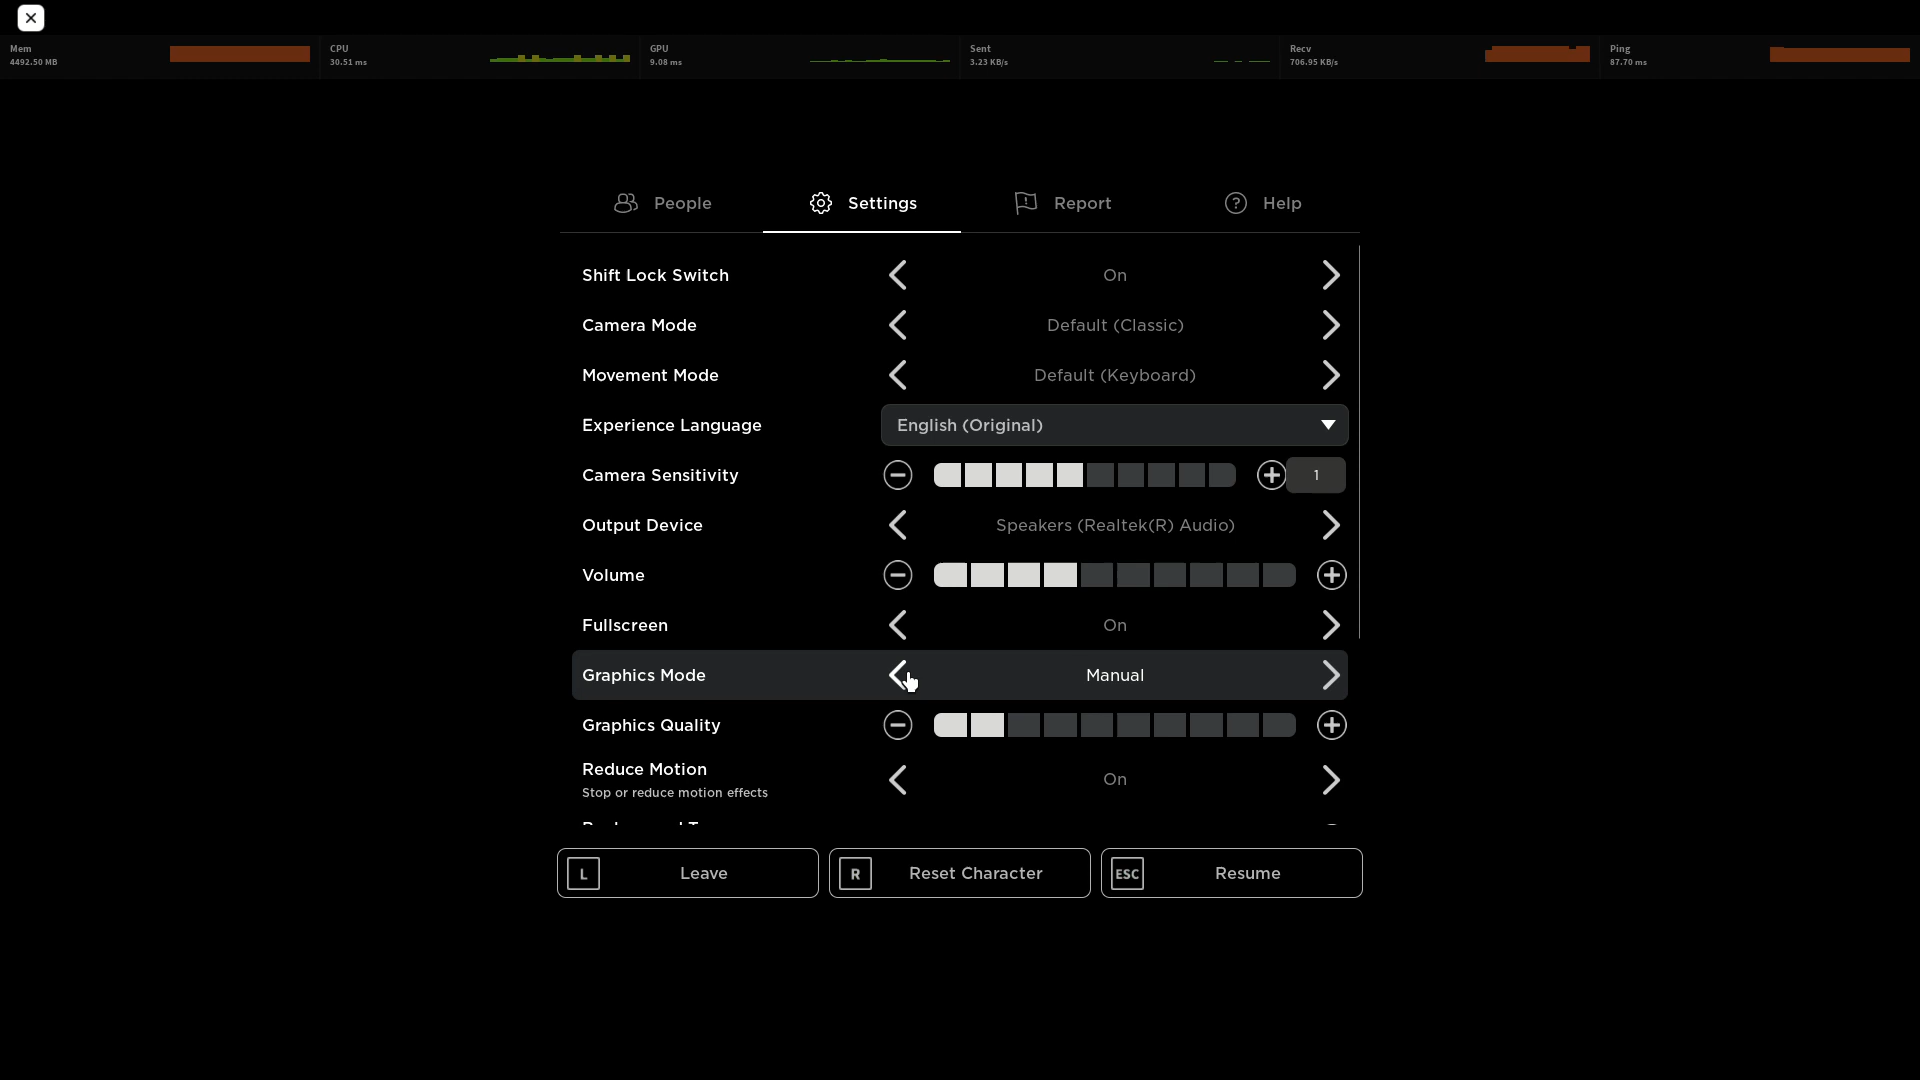 Mem
4492.50 MB
CPU
30.51 ms
GPU
9.08 ms
Sent
3.23 KB/s
Recv
706.95 KB/s
Ping
87.70 ms
People
Settings
Report
Help
Shift Lock Switch
On
Camera Mode
Default (Classic)
Movement Mode
Default (Keyboard)
Experience Language
English (Original)
Camera Sensitivity
1
Output Device
Speakers (Realtek(R) Audio)
Volume
Fullscreen
On
Graphics Mode
Manual
Graphics Quality
Reduce Motion
On
Stop or reduce motion effects
L
Leave
R
Reset Character
ESC
Resume